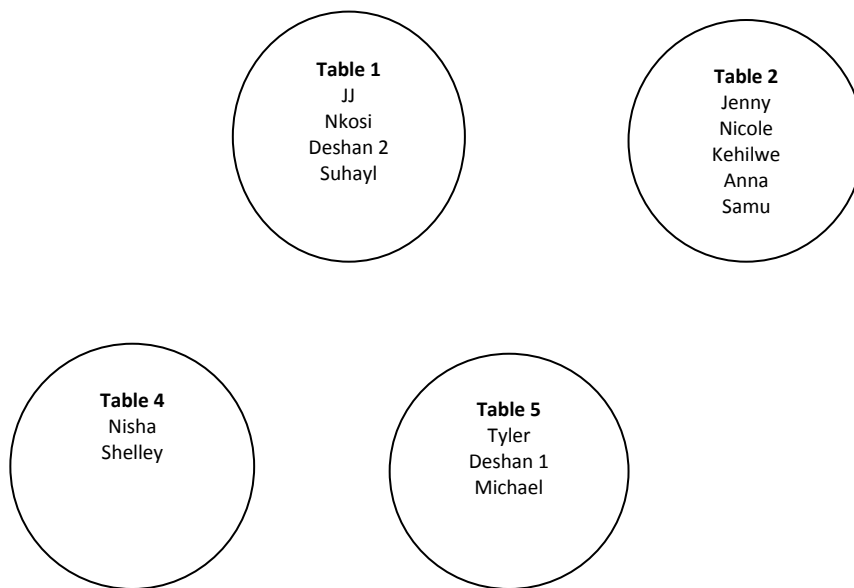 Table 1
JJ
Nkosi
Deshan 2
Suhayl
Table 2
Jenny
Nicole
Kehilwe
Anna
Samu
Table 4
Nisha
Shelley
Table 5
Tyler
Deshan 1
Michael